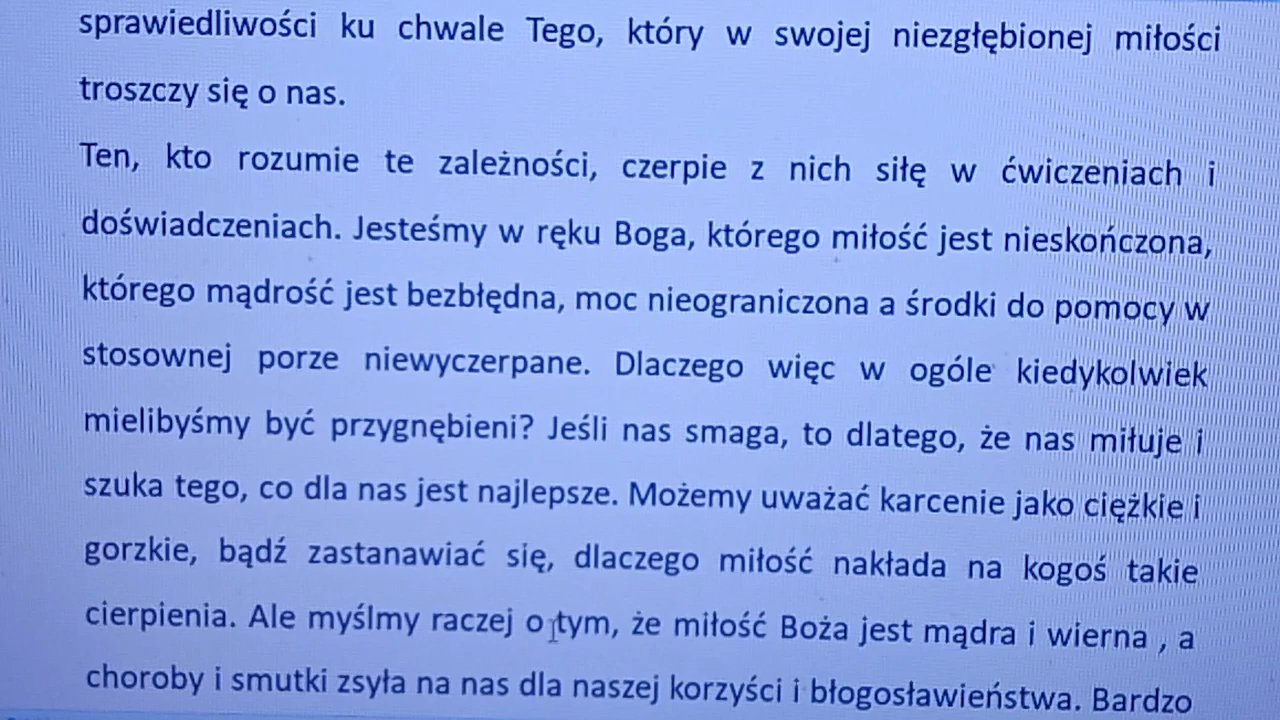 sprawiedliwości ku chwale Tego, który w swojej niezgłębionej miłości
troszczy się o nas.
Ten, kto rozumie te zależności, czerpie z nich siłę w ćwiczeniach i
doświadczeniach. Jesteśmy w ręku Boga, którego miłość jest nieskończona,
którego mądrość jest bezbłędna, moc nieograniczona a środki do pomocy w
stosownej porze niewyczerpane. Dlaczego więc w ogóle kiedykolwiek
mielibyśmy być przygnębieni? Jeśli nas smaga, to dlatego, że nas miłuje i
szuka tego, co dla nas jest najlepsze. Możemy uważać karcenie jako ciężkie i
gorzkie, bądź zastanawiać się, dlaczego miłość nakłada na kogoś takie
cierpienia. Ale myślmy raczej o tym, że miłość Boża jest mądra i wierna , a
choroby i smutki zsyła na nas dla naszej korzyści i błogosławieństwa. Bardzo